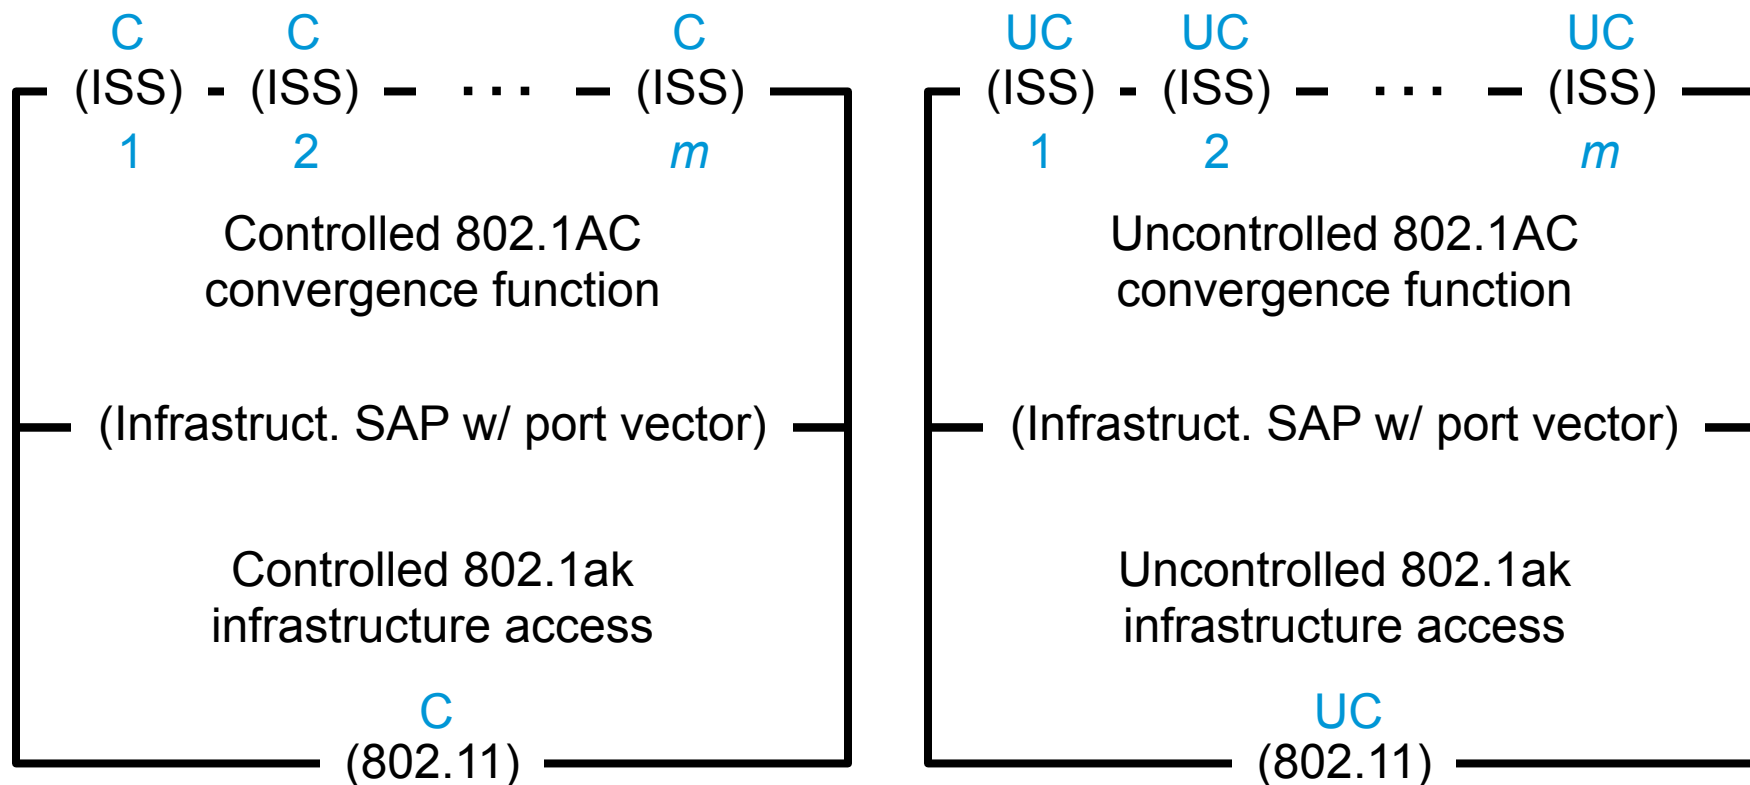 C C C
(ISS) (ISS) ... (ISS)
1 2 m
Controlled 802.1AC
convergence function
(Infrastruct. SAP w/ port vector)
Controlled 802.1ak
infrastructure access
C
(802.11)
UC UC UC
(ISS) (ISS) ... (ISS)
1 2 m
Uncontrolled 802.1AC
convergence function
(Infrastruct. SAP w/ port vector)
Uncontrolled 802.1ak
infrastructure access
UC
(802.11)